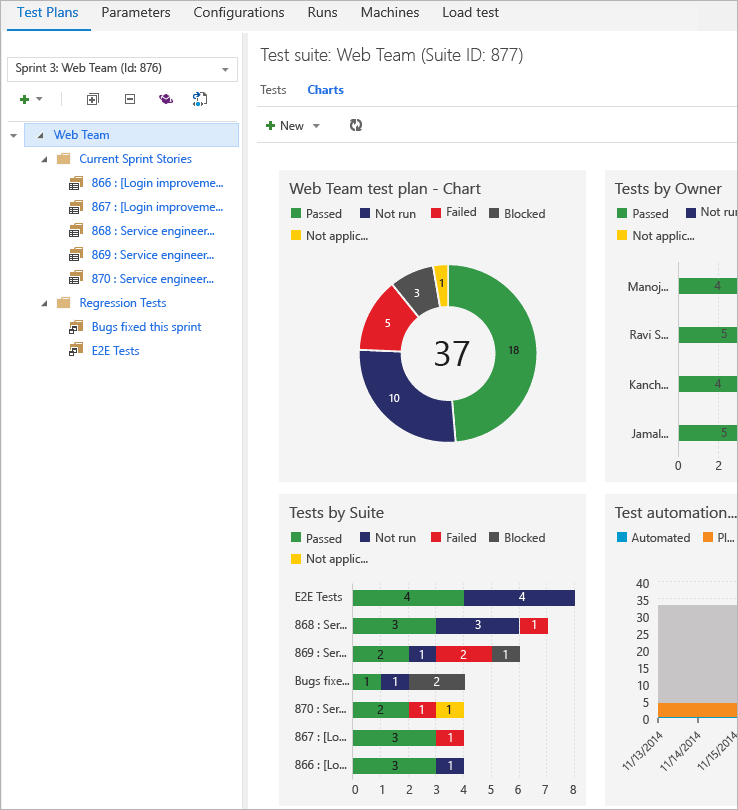 Test Plans Parameters Configurations Runs Machines Load test
Sprint 3: Web Team (Id: 876)
Web Team
Current Sprint Stories
866 : [Login improveme...
867 : [Login improveme...
868 : Service engineer...
869 : Service engineer...
870 : Service engineer...
Regression Tests
Bugs fixed this sprint
E2E Tests
Test suite: Web Team (Suite ID: 877)
Tests Charts
New
Web Team test plan - Chart
Passed Not run Failed Blocked
Not applic...
1
3
5
18
37
10
Tests by Owner
Passed Not ru
Not applic...
Manoj... 4
Ravi S... 5
Kanch... 4
Jamal... 5
0 2
Tests by Suite
Passed Not run Failed Blocked
Not applic...
E2E Tests 4 4
868 : Ser... 3 3 1
869 : Ser... 2 1 2 1
Bugs fixe... 1 1 2
870 : Ser... 2 1 1
867 : [Lo... 3 1
866 : [Lo... 3 1
0 1 2 3 4 5 6 7 8
Test automation...
Automated Pl...
40
35
30
25
20
15
10
5
0
11/13/2014 11/14/2014 11/15/2014